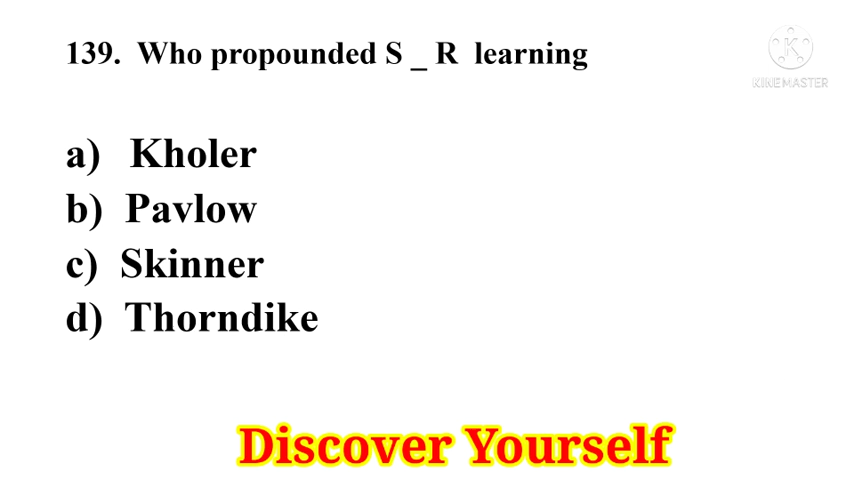 139. Who propounded S _ R learning
K
KINEMASTER
a) Kholer
b) Pavlow
c) Skinner
d) Thorndike
Discover Yourself